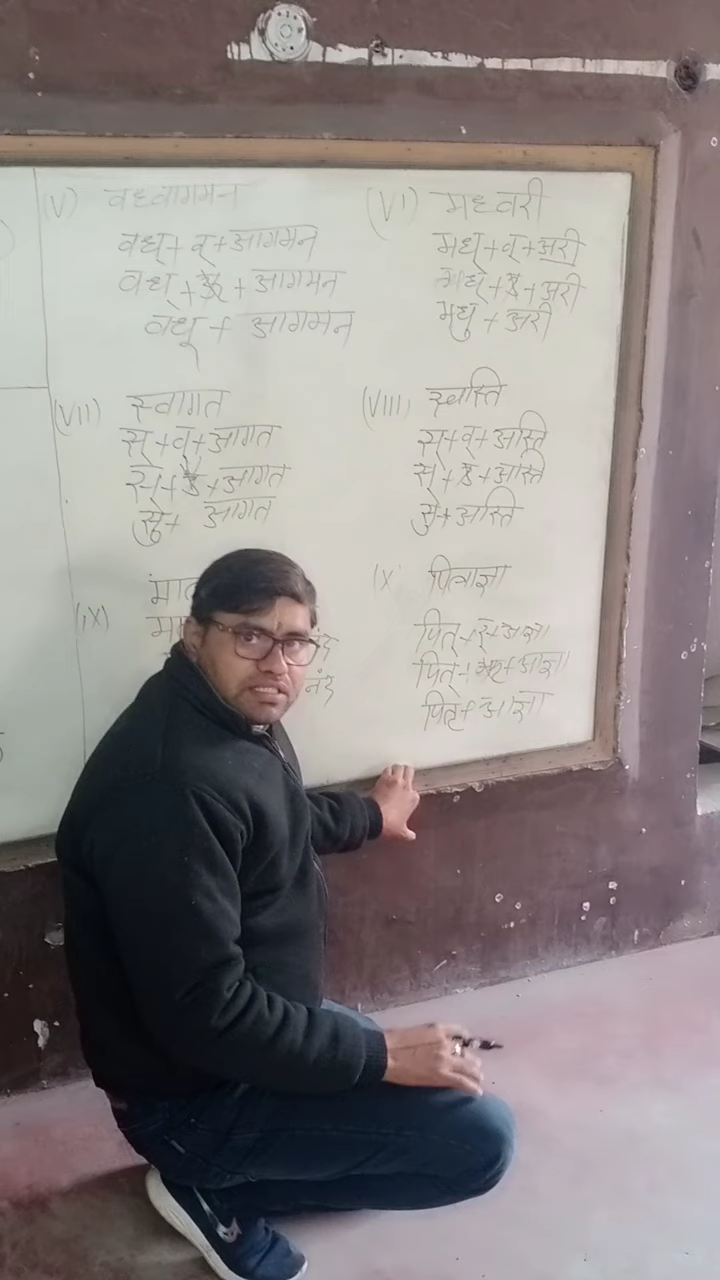 (V) वध्वागमन
वध् + व् + आगमन
वध् + ऊ + आगमन
वधू + आगमन
(VI) मध्वरी
मध् + व् + अरी
मध् + उ + अरी
मधु + अरी
(VII) स्वागत
स् + व् + आगत
स् + उ + आगत
सु + आगत
(VIII) स्वास्ति
स् + व् + अस्ति
स् + उ + अस्ति
सु + अस्ति
(IX)
(X) पित्राज्ञा
पित् + र् + आज्ञा
पित् + ऋ + आज्ञा
पितृ + आज्ञा